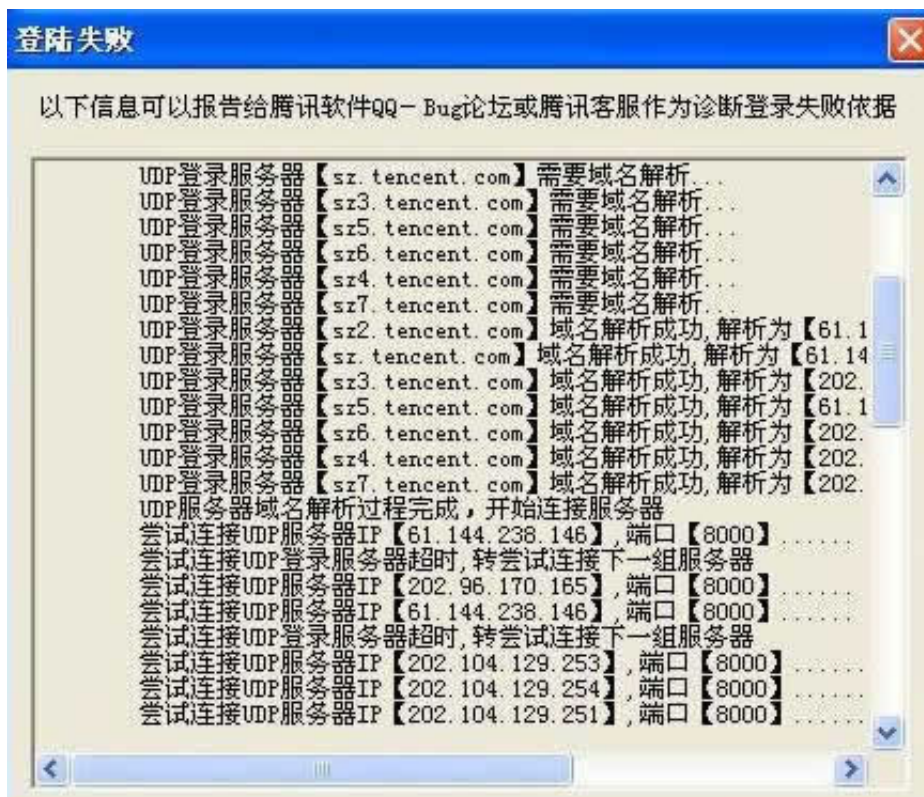 登陆失败
以下信息可以报告给腾讯软件QQ－Bug论坛或腾讯客服作为诊断登录失败依据
UDP登录服务器【sz.tencent.com】需要域名解析...
UDP登录服务器【sz3.tencent.com】需要域名解析...
UDP登录服务器【sz5.tencent.com】需要域名解析...
UDP登录服务器【sz6.tencent.com】需要域名解析...
UDP登录服务器【sz4.tencent.com】需要域名解析...
UDP登录服务器【sz7.tencent.com】需要域名解析...
UDP登录服务器【sz2.tencent.com】域名解析成功,解析为【61.1
UDP登录服务器【sz.tencent.com】域名解析成功,解析为【61.14
UDP登录服务器【sz3.tencent.com】域名解析成功,解析为【202.
UDP登录服务器【sz5.tencent.com】域名解析成功,解析为【61.1
UDP登录服务器【sz6.tencent.com】域名解析成功,解析为【202.
UDP登录服务器【sz4.tencent.com】域名解析成功,解析为【202.
UDP登录服务器【sz7.tencent.com】域名解析成功,解析为【202.
UDP服务器域名解析过程完成，开始连接服务器
尝试连接UDP服务器IP【61.144.238.146】,端口【8000】......
尝试连接UDP登录服务器超时,转尝试连接下一组服务器
尝试连接UDP服务器IP【202.96.170.165】,端口【8000】......
尝试连接UDP服务器IP【61.144.238.146】,端口【8000】......
尝试连接UDP登录服务器超时,转尝试连接下一组服务器
尝试连接UDP服务器IP【202.104.129.253】,端口【8000】......
尝试连接UDP服务器IP【202.104.129.254】,端口【8000】......
尝试连接UDP服务器IP【202.104.129.251】,端口【8000】......